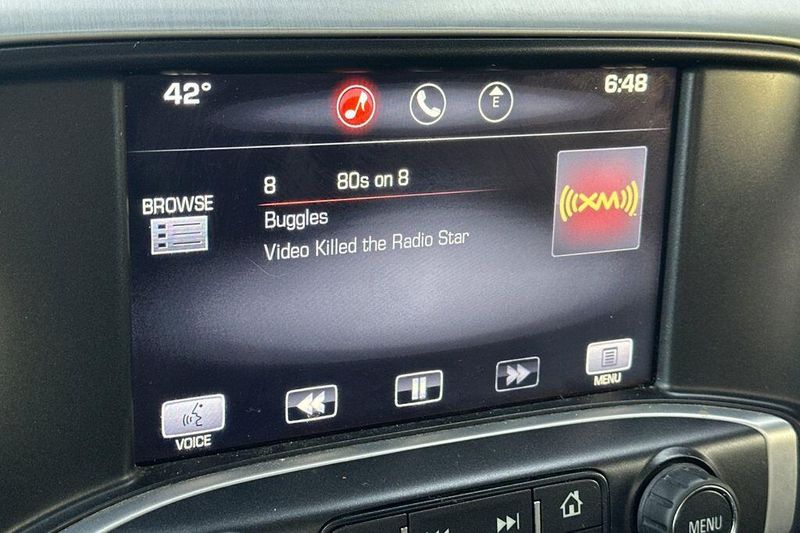 42°
E
6:48
8 80s on 8
BROWSE
Buggles
Video Killed the Radio Star
(((XM)))
MENU
VOICE
MENU